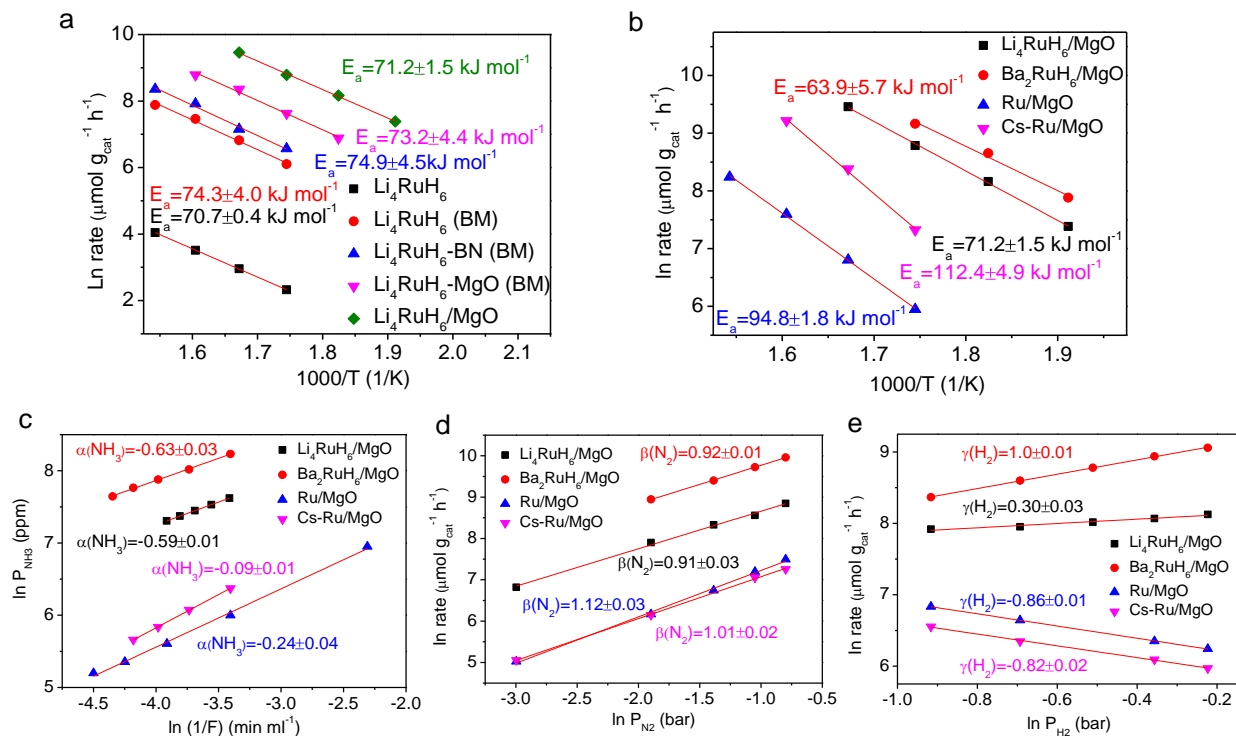 a
Ln rate (μmol g_cat⁻¹ h⁻¹)
10
8
6
4
2
1.6 1.7 1.8 1.9 2.0 2.1
1000/T (1/K)
E_a=71.2±1.5 kJ mol⁻¹
E_a=73.2±4.4 kJ mol⁻¹
E_a=74.9±4.5kJ mol⁻¹
E_a=74.3±4.0 kJ mol⁻¹
E_a=70.7±0.4 kJ mol⁻¹
Li₄RuH₆
Li₄RuH₆ (BM)
Li₄RuH₆-BN (BM)
Li₄RuH₆-MgO (BM)
Li₄RuH₆/MgO
b
ln rate (μmol g_cat⁻¹ h⁻¹)
11
10
9
8
7
6
1.6 1.7 1.8 1.9
1000/T (1/K)
E_a=63.9±5.7 kJ mol⁻¹
Li₄RuH₆/MgO
Ba₂RuH₆/MgO
Ru/MgO
Cs-Ru/MgO
E_a=71.2±1.5 kJ mol⁻¹
E_a=112.4±4.9 kJ mol⁻¹
E_a=94.8±1.8 kJ mol⁻¹
c
ln P_NH3 (ppm)
8
7
6
5
-4.5 -4.0 -3.5 -3.0 -2.5 -2.0
ln (1/F) (min ml⁻¹)
α(NH₃)=-0.63±0.03
Li₄RuH₆/MgO
Ba₂RuH₆/MgO
Ru/MgO
Cs-Ru/MgO
α(NH₃)=-0.59±0.01
α(NH₃)=-0.09±0.01
α(NH₃)=-0.24±0.04
d
ln rate (μmol g_cat⁻¹ h⁻¹)
11
10
9
8
7
6
5
-3.0 -2.5 -2.0 -1.5 -1.0 -0.5
ln P_N2 (bar)
Li₄RuH₆/MgO
Ba₂RuH₆/MgO
Ru/MgO
Cs-Ru/MgO
β(N₂)=0.92±0.01
β(N₂)=0.91±0.03
β(N₂)=1.12±0.03
β(N₂)=1.01±0.02
e
ln rate (μmol g_cat⁻¹ h⁻¹)
9
8
7
6
-1.0 -0.8 -0.6 -0.4 -0.2
ln P_H2 (bar)
γ(H₂)=1.0±0.01
γ(H₂)=0.30±0.03
Li₄RuH₆/MgO
Ba₂RuH₆/MgO
Ru/MgO
Cs-Ru/MgO
γ(H₂)=-0.86±0.01
γ(H₂)=-0.82±0.02